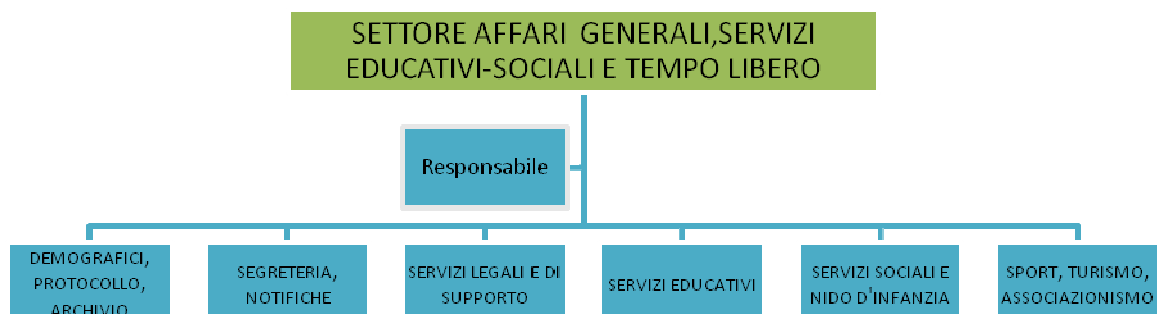 SETTORE AFFARI GENERALI,SERVIZI
EDUCATIVI-SOCIALI E TEMPO LIBERO
Responsabile
DEMOGRAFICI,
PROTOCOLLO,
ARCHIVIO
SEGRETERIA,
NOTIFICHE
SERVIZI LEGALI E DI
SUPPORTO
SERVIZI EDUCATIVI
SERVIZI SOCIALI E
NIDO D'INFANZIA
SPORT, TURISMO,
ASSOCIAZIONISMO